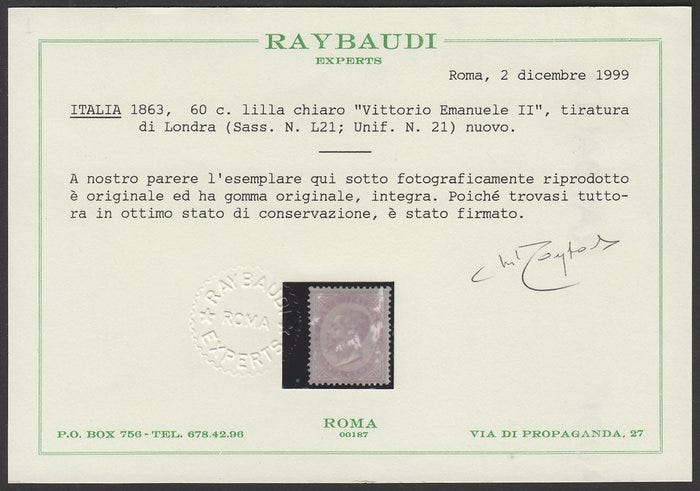 RAYBAUDI
EXPERTS
Roma, 2 dicembre 1999
ITALIA 1863, 60 c. lilla chiaro "Vittorio Emanuele II", tiratura
di Londra (Sass. N. L21; Unif. N. 21) nuovo.
A nostro parere l'esemplare qui sotto fotograficamente riprodotto
è originale ed ha gomma originale, integra. Poiché trovasi tutto-
ra in ottimo stato di conservazione, è stato firmato.
RAYBAUDI
ROMA
EXPERTS
ROMA
00187
P.O. BOX 756-TEL. 678.42.96
VIA DI PROPAGANDA, 27